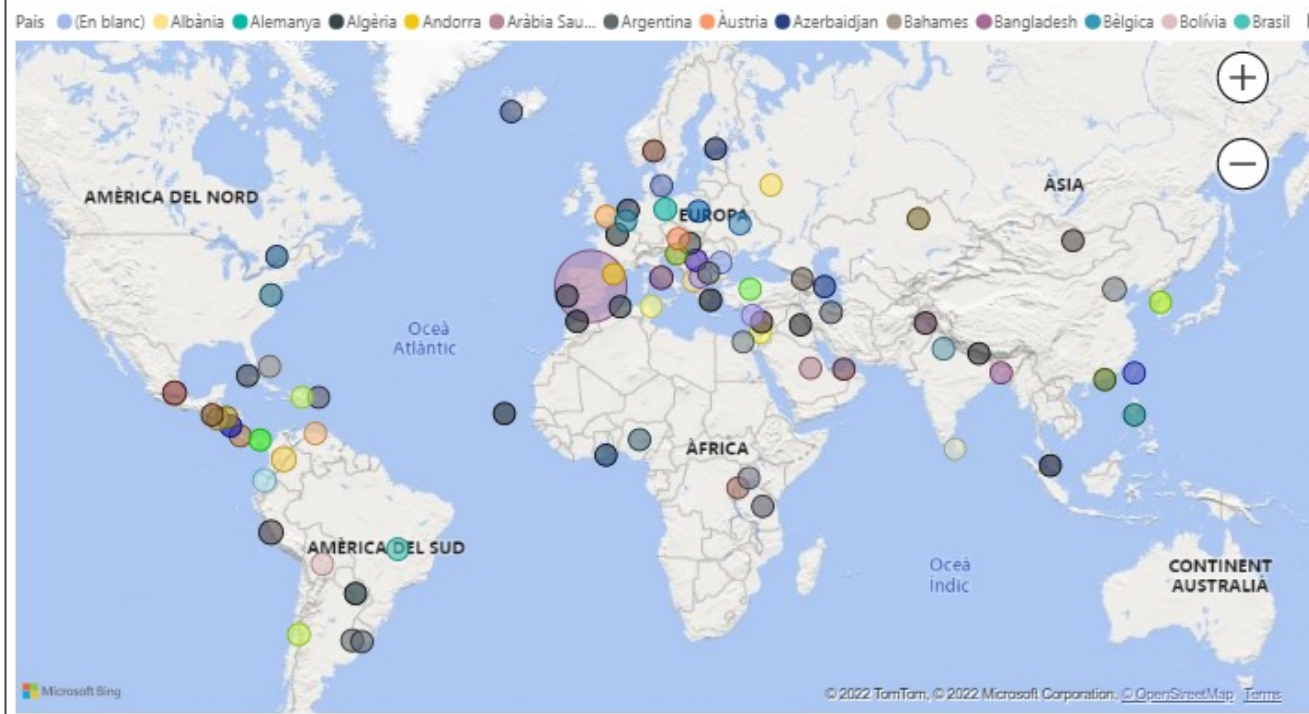 País (En blanc) Albània Alemanya Algèria Andorra Aràbia Sau... Argentina Àustria Azerbaidjan Bahames Bangladesh Bèlgica Bolívia Brasil
AMÈRICA DEL NORD
ÀSIA
EUROPA
Oceà
Atlàntic
ÀFRICA
AMÈRICA DEL SUD
Oceà
Índic
CONTINENT
AUSTRALIÀ
Microsoft Bing
© 2022 TomTom, © 2022 Microsoft Corporation, © OpenStreetMap Terms